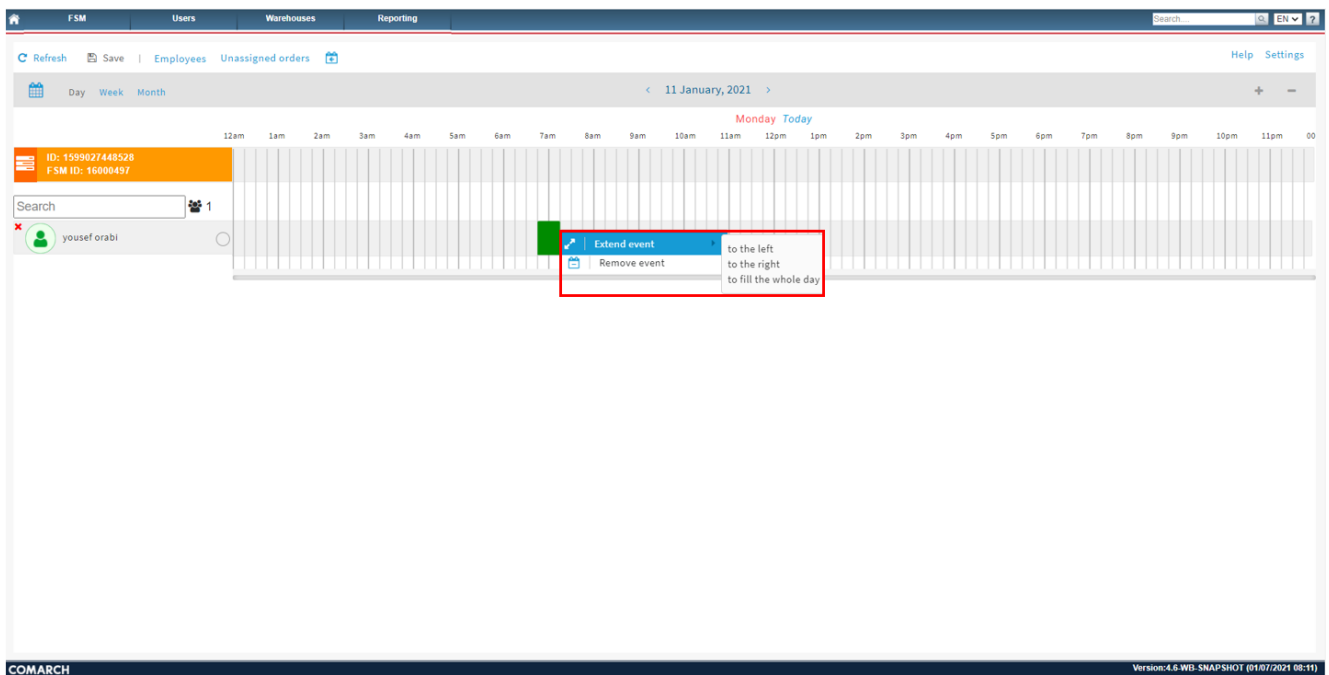 FSM Users Warehouses Reporting Search... EN ?
Refresh Save | Employees Unassigned orders Help Settings
Day Week Month < 11 January, 2021 > + −
Monday Today
12am 1am 2am 3am 4am 5am 6am 7am 8am 9am 10am 11am 12pm 1pm 2pm 3pm 4pm 5pm 6pm 7pm 8pm 9pm 10pm 11pm 00
ID: 1599027448528
FSM ID: 16000497
Search 1
yousef orabi
Extend event
Remove event
to the left
to the right
to fill the whole day
COMARCH Version:4.6-WB-SNAPSHOT (01/07/2021 08:11)